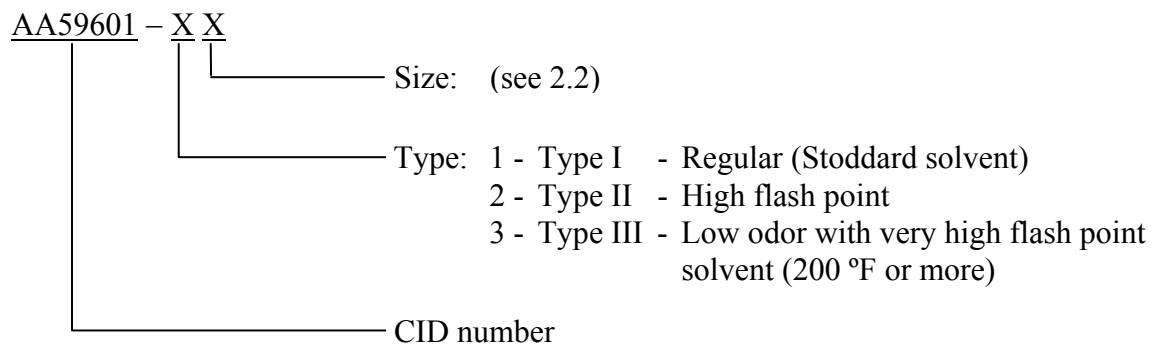 AA59601 – X X
Size: (see 2.2)
Type: 1 - Type I - Regular (Stoddard solvent)
2 - Type II - High flash point
3 - Type III - Low odor with very high flash point
solvent (200 ºF or more)
CID number